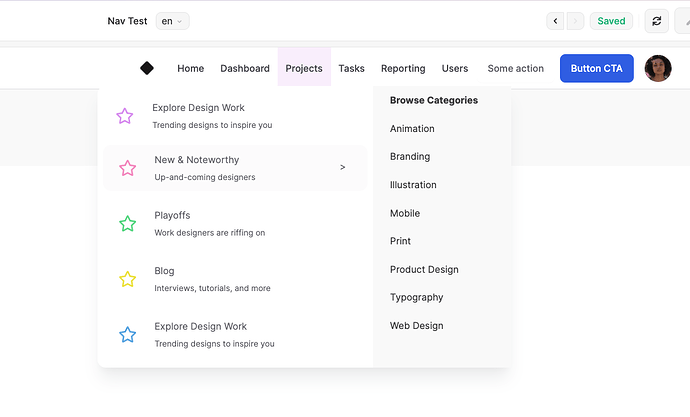 Nav Test en Saved
Home Dashboard Projects Tasks Reporting Users Some action Button CTA
Explore Design Work
Trending designs to inspire you
New & Noteworthy
Up-and-coming designers
>
Playoffs
Work designers are riffing on
Blog
Interviews, tutorials, and more
Explore Design Work
Trending designs to inspire you
Browse Categories
Animation
Branding
Illustration
Mobile
Print
Product Design
Typography
Web Design